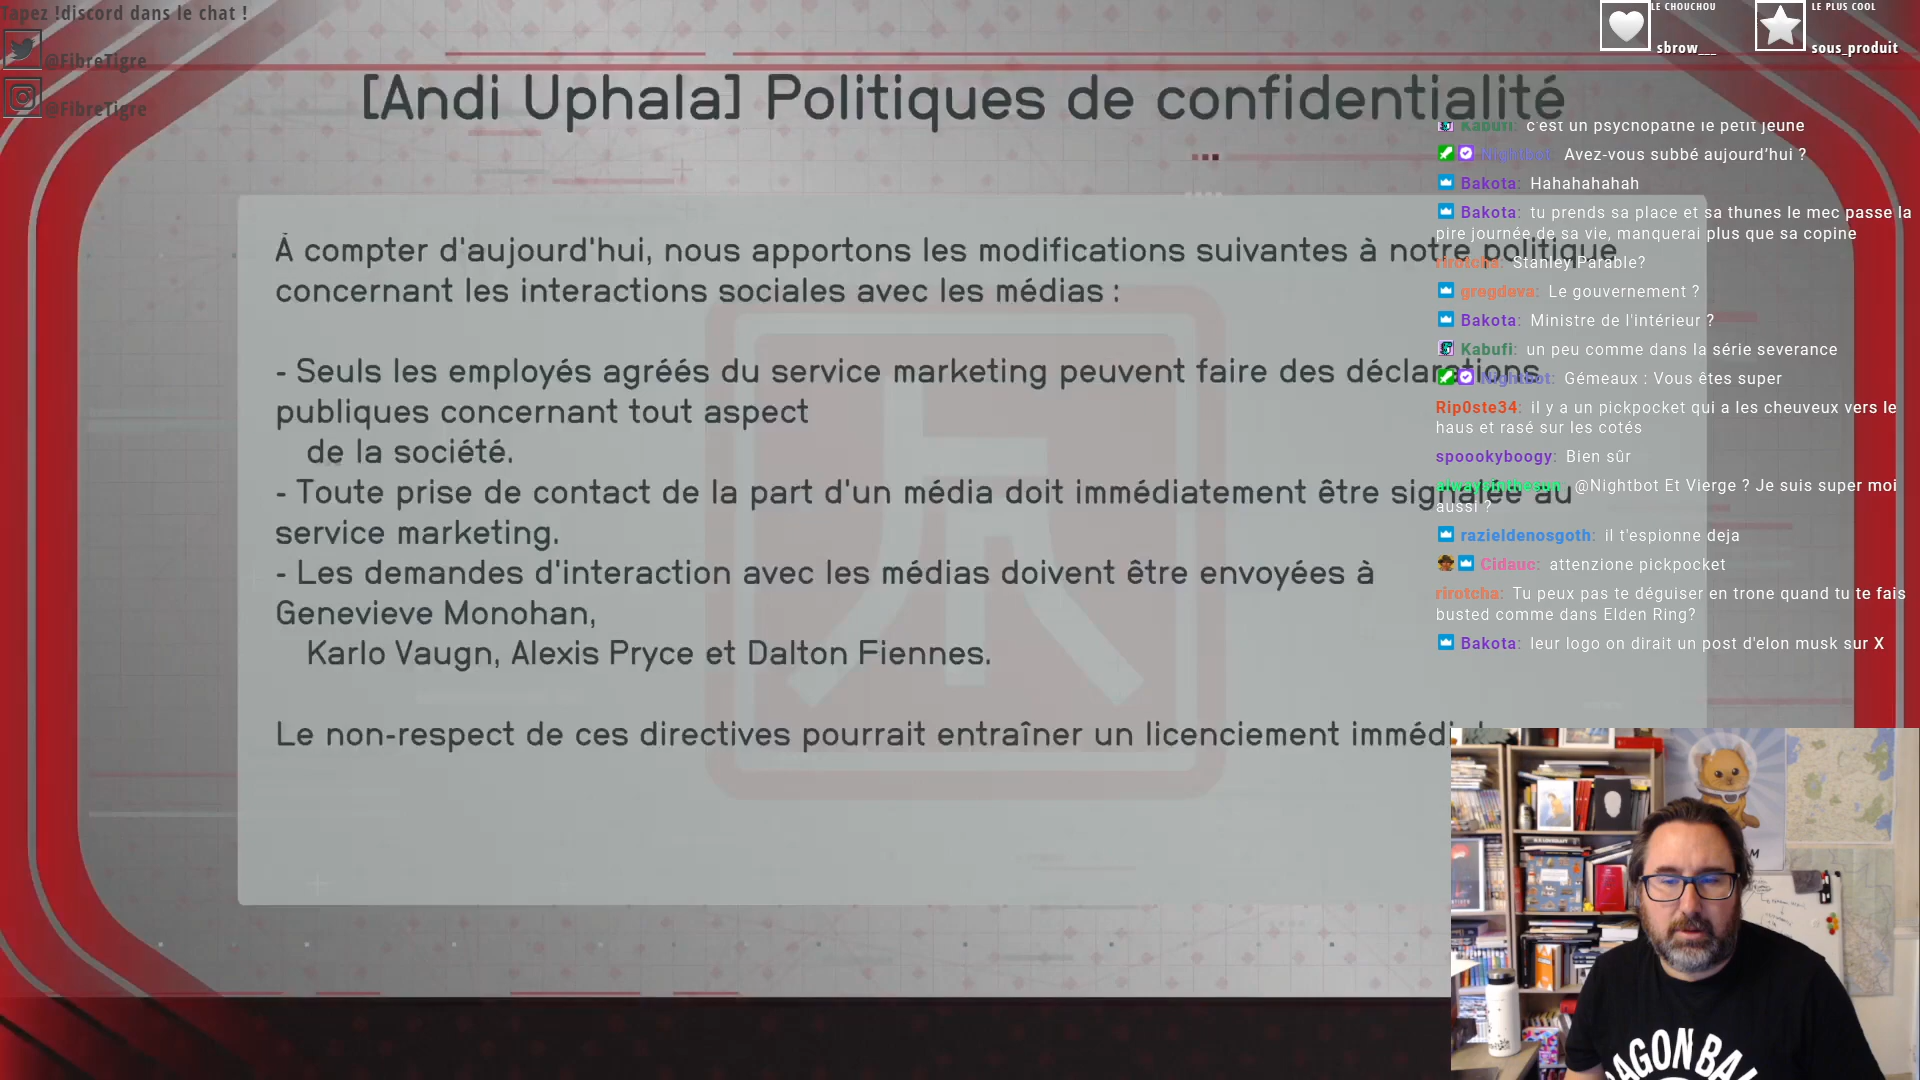 Tapez !discord dans le chat !
@FibreTigre
@FibreTigre
LE CHOUCHOU
sbrow___
LE PLUS COOL
sous_produit
[Andi Uphala] Politiques de confidentialité
À compter d'aujourd'hui, nous apportons les modifications suivantes à notre politique
concernant les interactions sociales avec les médias :
- Seuls les employés agréés du service marketing peuvent faire des déclarations
publiques concernant tout aspect
de la société.
- Toute prise de contact de la part d'un média doit immédiatement être signalée au
service marketing.
- Les demandes d'interaction avec les médias doivent être envoyées à
Genevieve Monohan,
Karlo Vaugn, Alexis Pryce et Dalton Fiennes.
Le non-respect de ces directives pourrait entraîner un licenciement imméd
Kabufi: c'est un psychopathe le petit jeune
Nightbot: Avez-vous subbé aujourd'hui ?
Bakota: Hahahahahah
Bakota: tu prends sa place et sa thunes le mec passe la
pire journée de sa vie, manquerai plus que sa copine
rirotcha: Stanley Parable?
grogdova: Le gouvernement ?
Bakota: Ministre de l'intérieur ?
Kabufi: un peu comme dans la série severance
Nightbot: Gémeaux : Vous êtes super
Rip0ste34: il y a un pickpocket qui a les cheuveux vers le
haus et rasé sur les cotés
spoookyboogy: Bien sûr
alwaysinthesun: @Nightbot Et Vierge ? Je suis super moi
aussi ?
razieldenosgoth: il t'espionne deja
Cidauc: attenzione pickpocket
rirotcha: Tu peux pas te déguiser en trone quand tu te fais
busted comme dans Elden Ring?
Bakota: leur logo on dirait un post d'elon musk sur X